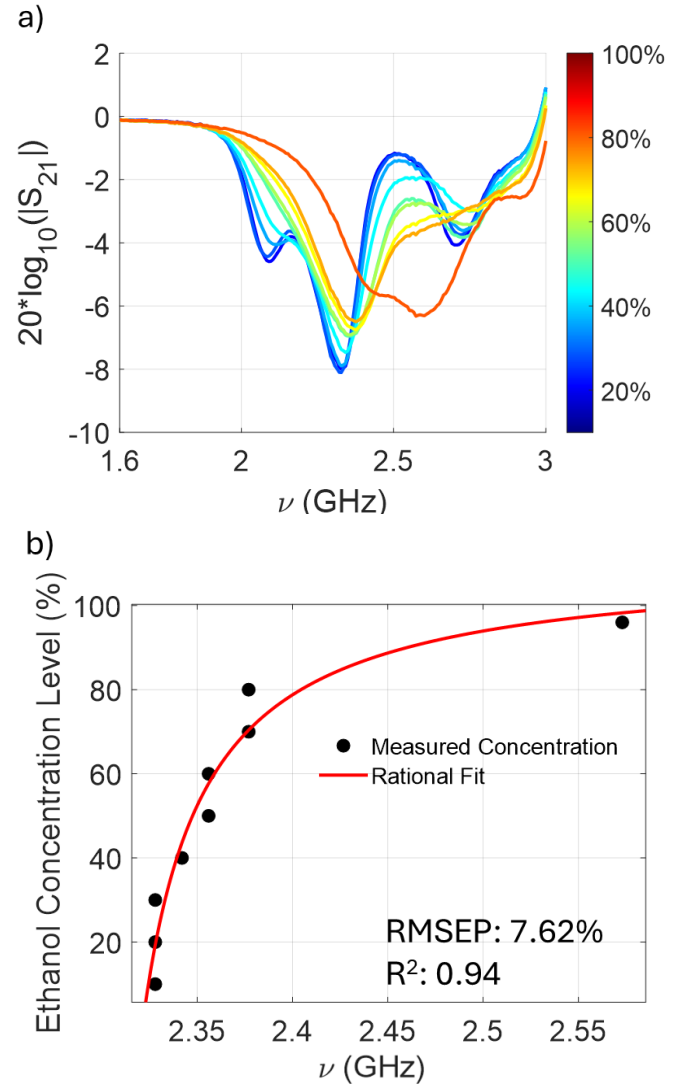 a)
20*log10(|S21|)
2
0
-2
-4
-6
-8
-10
1.6
2
2.5
3
ν (GHz)
100%
80%
60%
40%
20%
b)
Ethanol Concentration Level (%)
100
80
60
40
20
Measured Concentration
Rational Fit
RMSEP: 7.62%
R²: 0.94
2.35
2.4
2.45
2.5
2.55
ν (GHz)